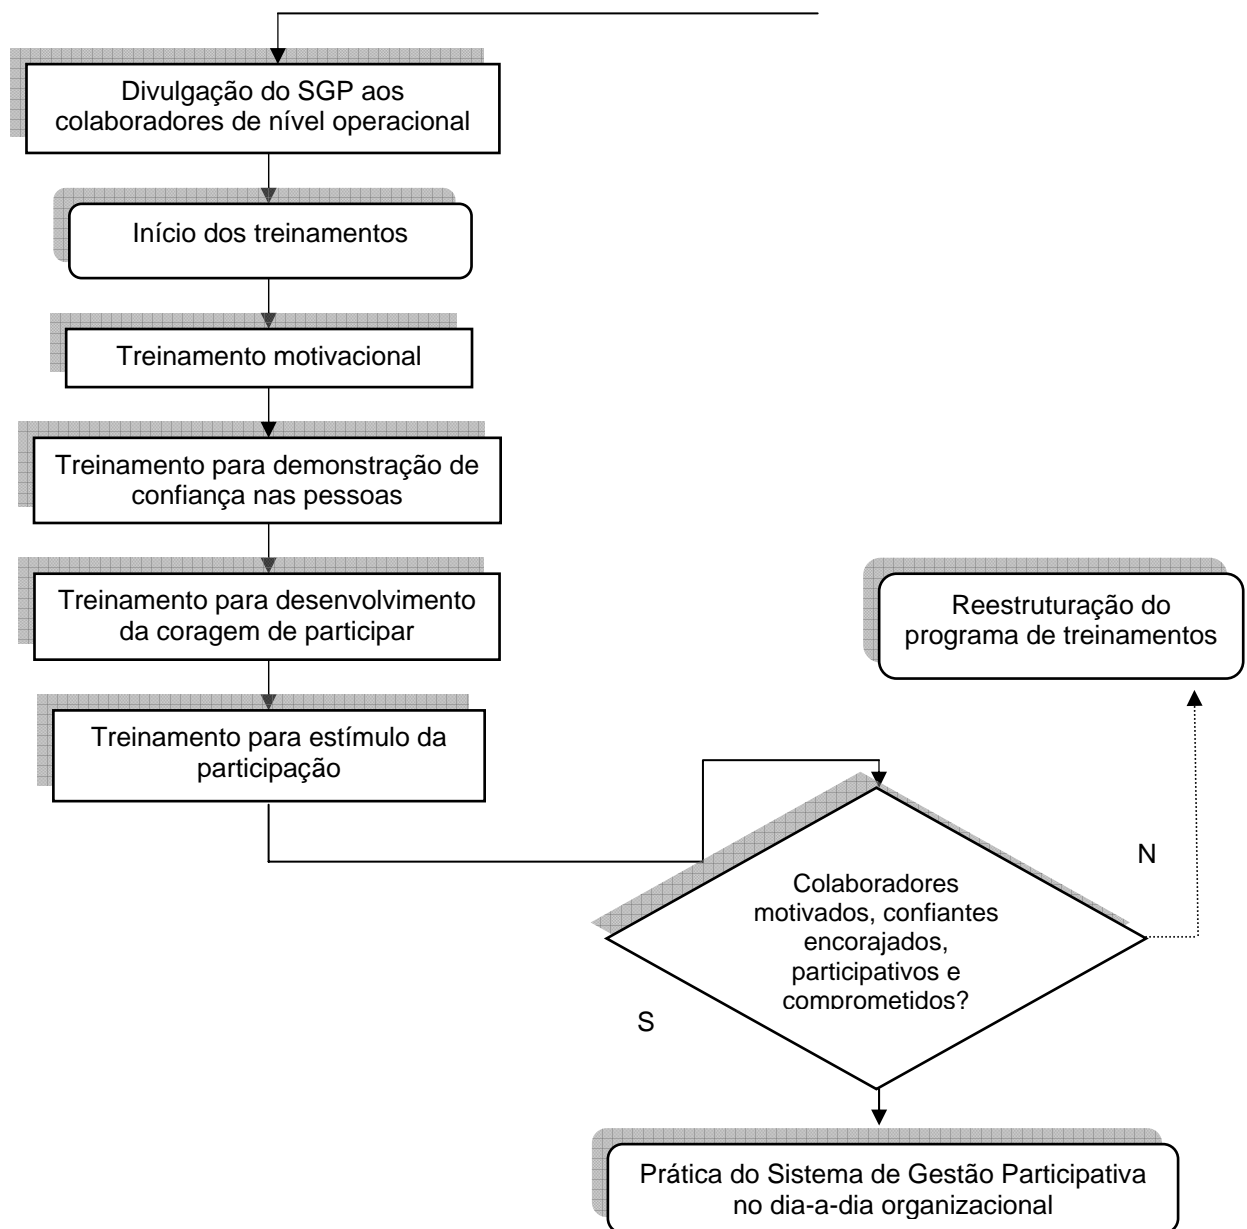 Divulgação do SGP aos
colaboradores de nível operacional
Início dos treinamentos
Treinamento motivacional
Treinamento para demonstração de
confiança nas pessoas
Treinamento para desenvolvimento
da coragem de participar
Treinamento para estímulo da
participação
Reestruturação do
programa de treinamentos
N
Colaboradores
motivados, confiantes
encorajados,
participativos e
comprometidos?
S
Prática do Sistema de Gestão Participativa
no dia-a-dia organizacional